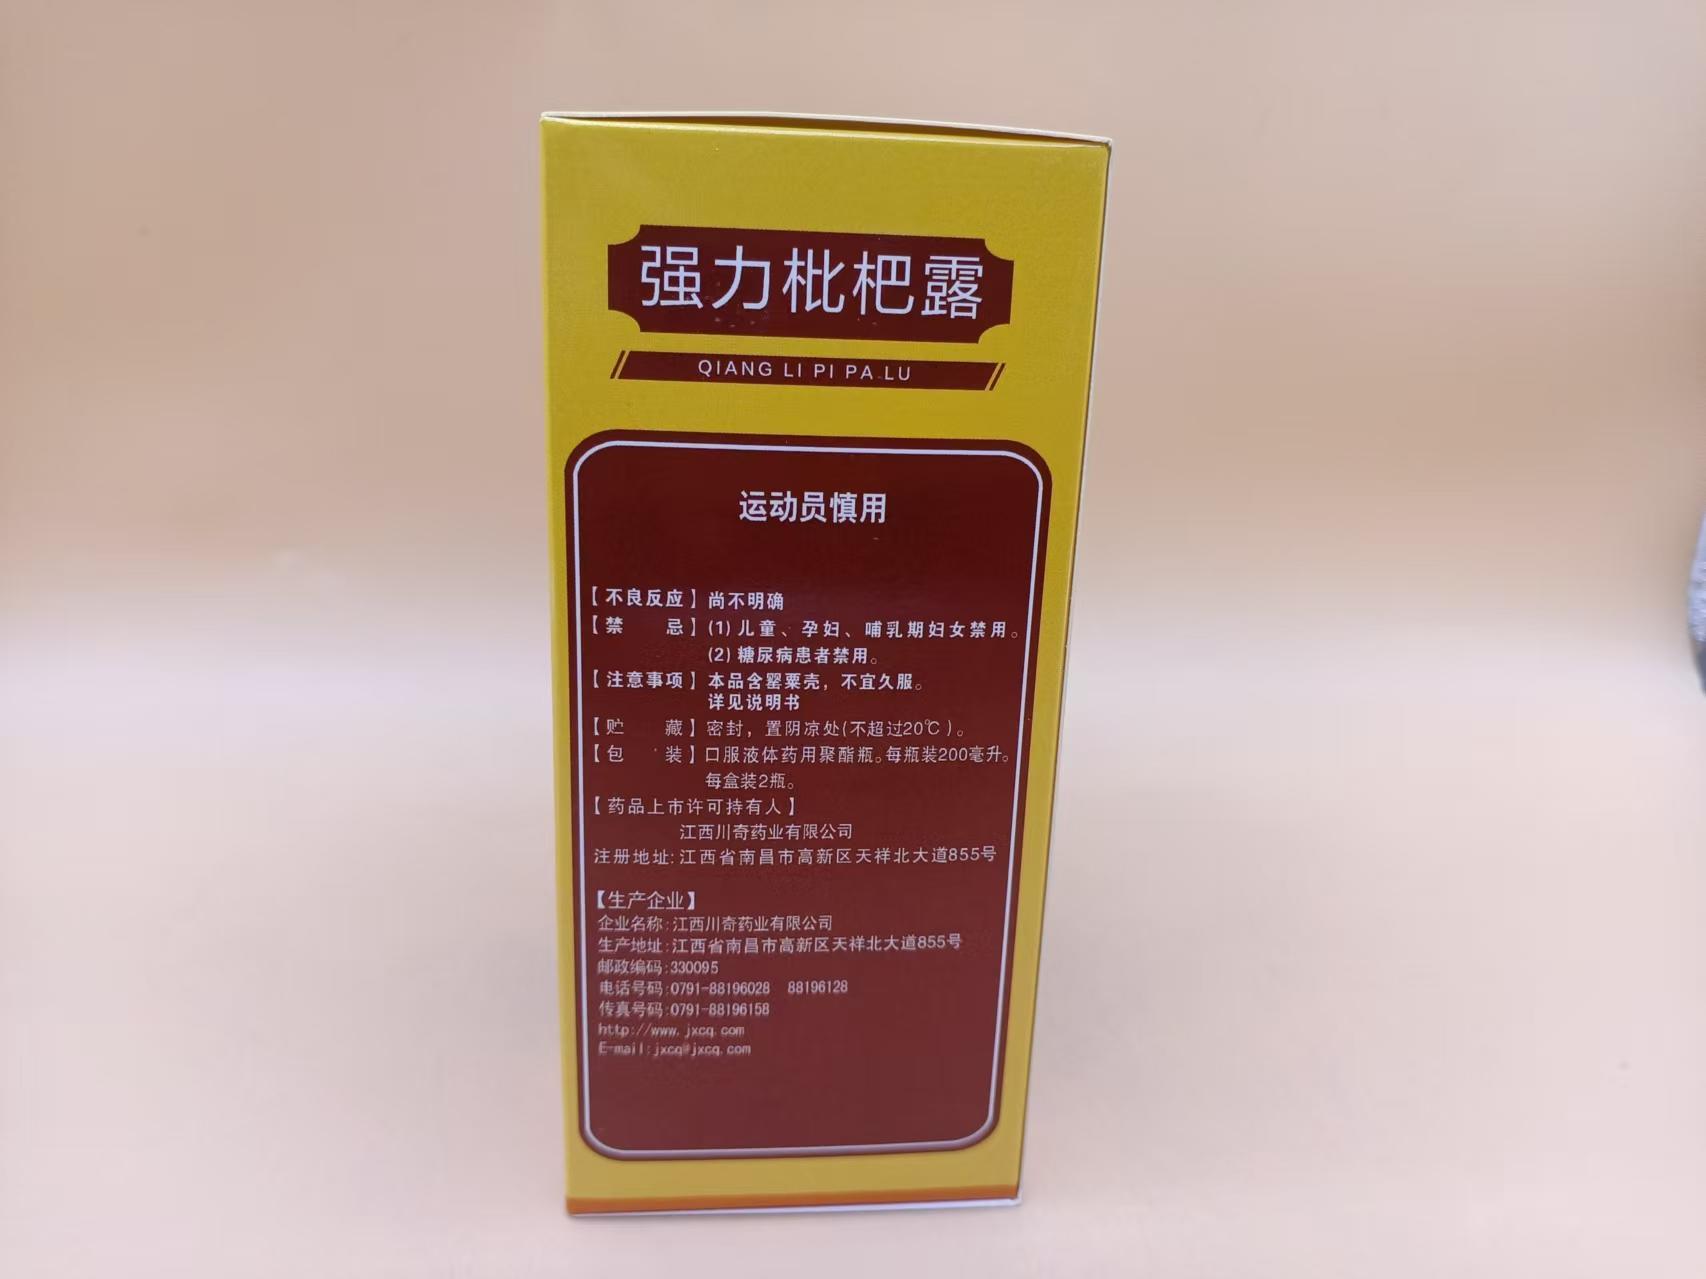 强力枇杷露
QIANG LI PI PA LU
运动员慎用
【不良反应】尚不明确
【禁 忌】(1)儿童、孕妇、哺乳期妇女禁用。
(2)糖尿病患者禁用。
【注意事项】本品含罂粟壳，不宜久服。
详见说明书
【贮 藏】密封，置阴凉处(不超过20℃)。
【包 装】口服液体药用聚酯瓶。每瓶装200毫升。
每盒装2瓶。
【药品上市许可持有人】
江西川奇药业有限公司
注册地址:江西省南昌市高新区天祥北大道855号
【生产企业】
企业名称:江西川奇药业有限公司
生产地址:江西省南昌市高新区天祥北大道855号
邮政编码:330095
电话号码:0791-88196028 88196128
传真号码:0791-88196158
http://www.jxcq.com
E-mail:jxcq@jxcq.com